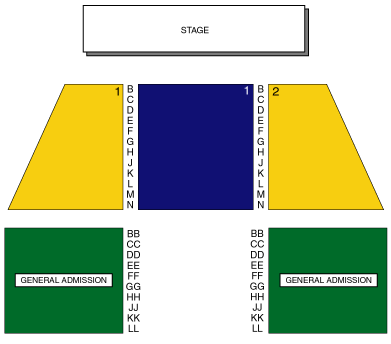 STAGE
1 B 1 B 2
C C
D D
E E
F F
G G
H H
J J
K K
L L
M M
N N
BB BB
CC CC
DD DD
EE EE
GENERAL ADMISSION FF FF GENERAL ADMISSION
GG GG
HH HH
JJ JJ
KK KK
LL LL